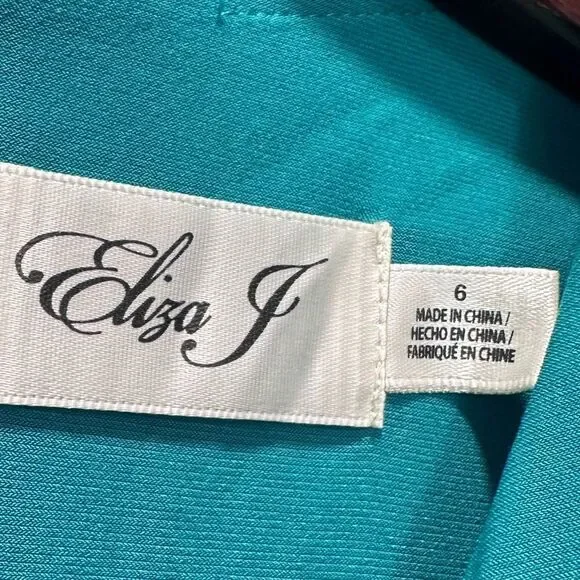 Eliza J
6
MADE IN CHINA /
HECHO EN CHINA /
FABRIQUÉ EN CHINE